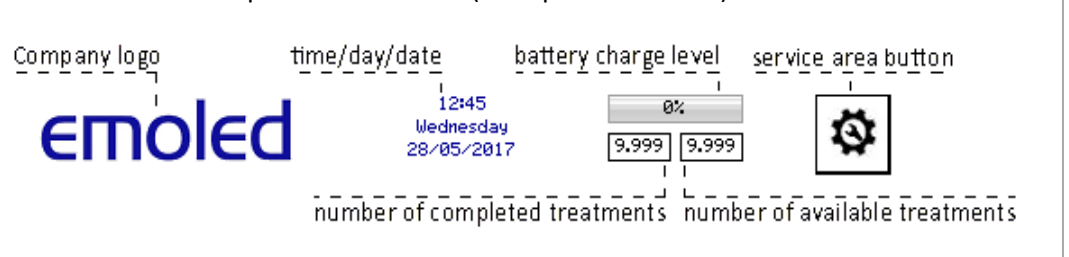 Company logo
time/day/date
battery charge level
service area button
emoled
12:45
Wednesday
28/05/2017
0%
9.999
9.999
number of completed treatments
number of available treatments